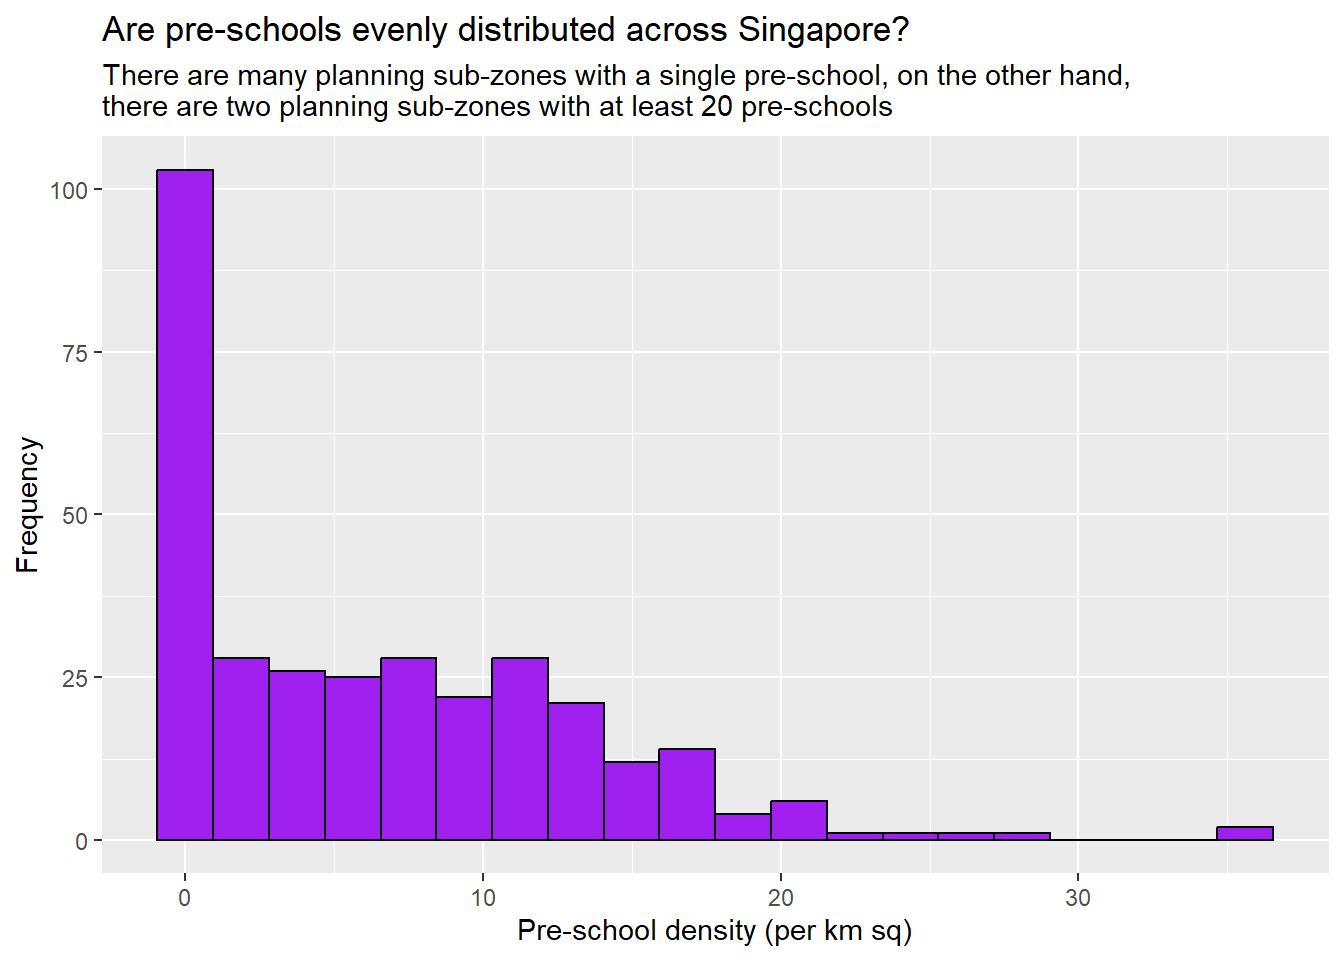 Are pre-schools evenly distributed across Singapore?
There are many planning sub-zones with a single pre-school, on the other hand,
there are two planning sub-zones with at least 20 pre-schools
100
75
50
25
0
Frequency
0
10
20
30
Pre-school density (per km sq)